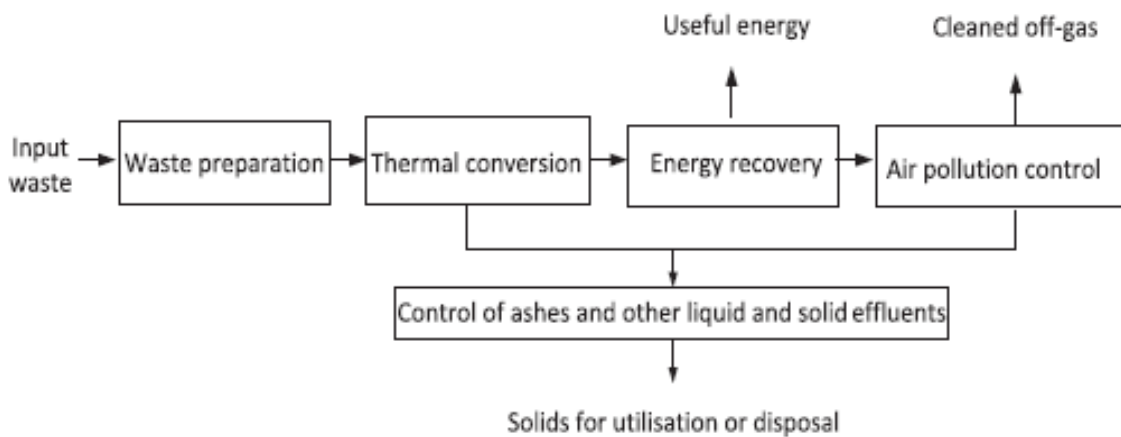 Useful energy
Cleaned off-gas
Input
waste
Waste preparation
Thermal conversion
Energy recovery
Air pollution control
Control of ashes and other liquid and solid effluents
Solids for utilisation or disposal